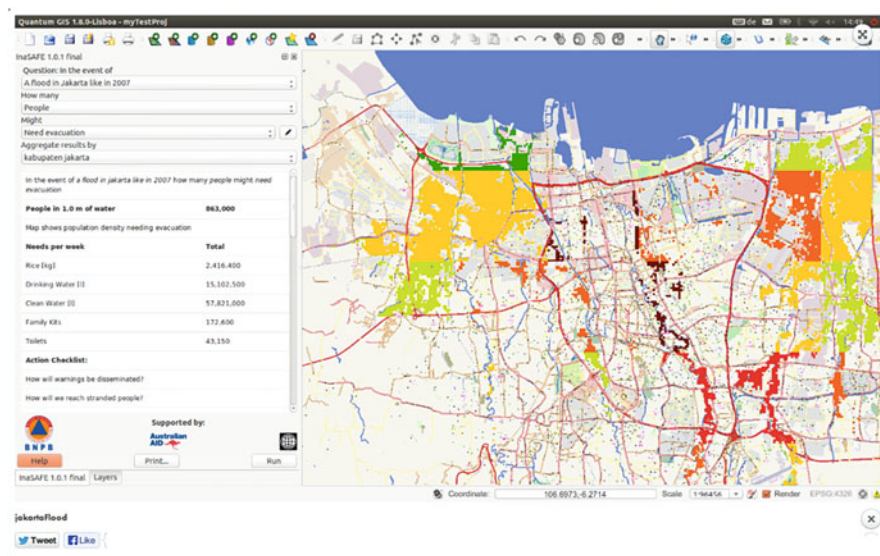 Quantum GIS 1.8.0-Lisboa - myTestProj
de
14:49
InaSAFE 1.0.1 final
Question: In the event of
A flood in Jakarta like in 2007
How many
People
Might
Need evacuation
Aggregate results by
kabupaten jakarta
In the event of a flood in jakarta like in 2007 how many people might need
evacuation
People in 1.0 m of water 863,000
Map shows population density needing evacuation
Needs per week Total
Rice [kg] 2,416,400
Drinking Water [l] 15,102,500
Clean Water [l] 57,821,000
Family Kits 172,600
Toilets 43,150
Action Checklist:
How will warnings be disseminated?
How will we reach stranded people?
BNPB
Supported by:
Australian
AID
Help Print... Run
InaSAFE 1.0.1 final Layers
Coordinate: 106.6973,-6.2714 Scale Render EPSG:4326
jakartaFlood
Tweet Like